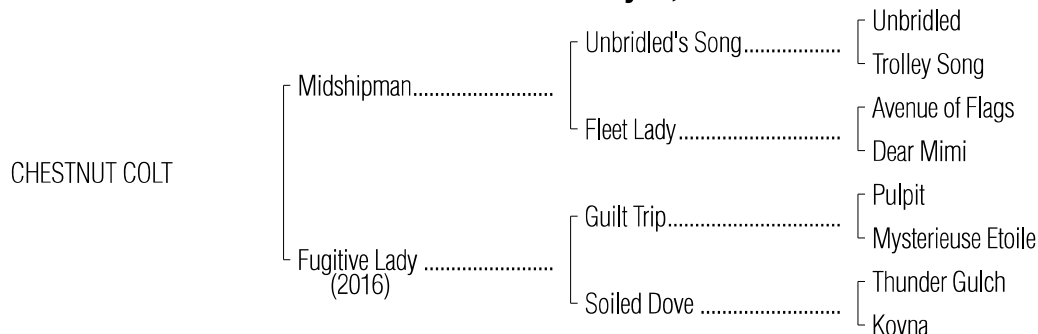 Unbridled
Unbridled's Song
Trolley Song
Midshipman
Avenue of Flags
Fleet Lady
Dear Mimi
CHESTNUT COLT
Pulpit
Guilt Trip
Mysterieuse Etoile
Fugitive Lady
(2016)
Thunder Gulch
Soiled Dove
Kovna